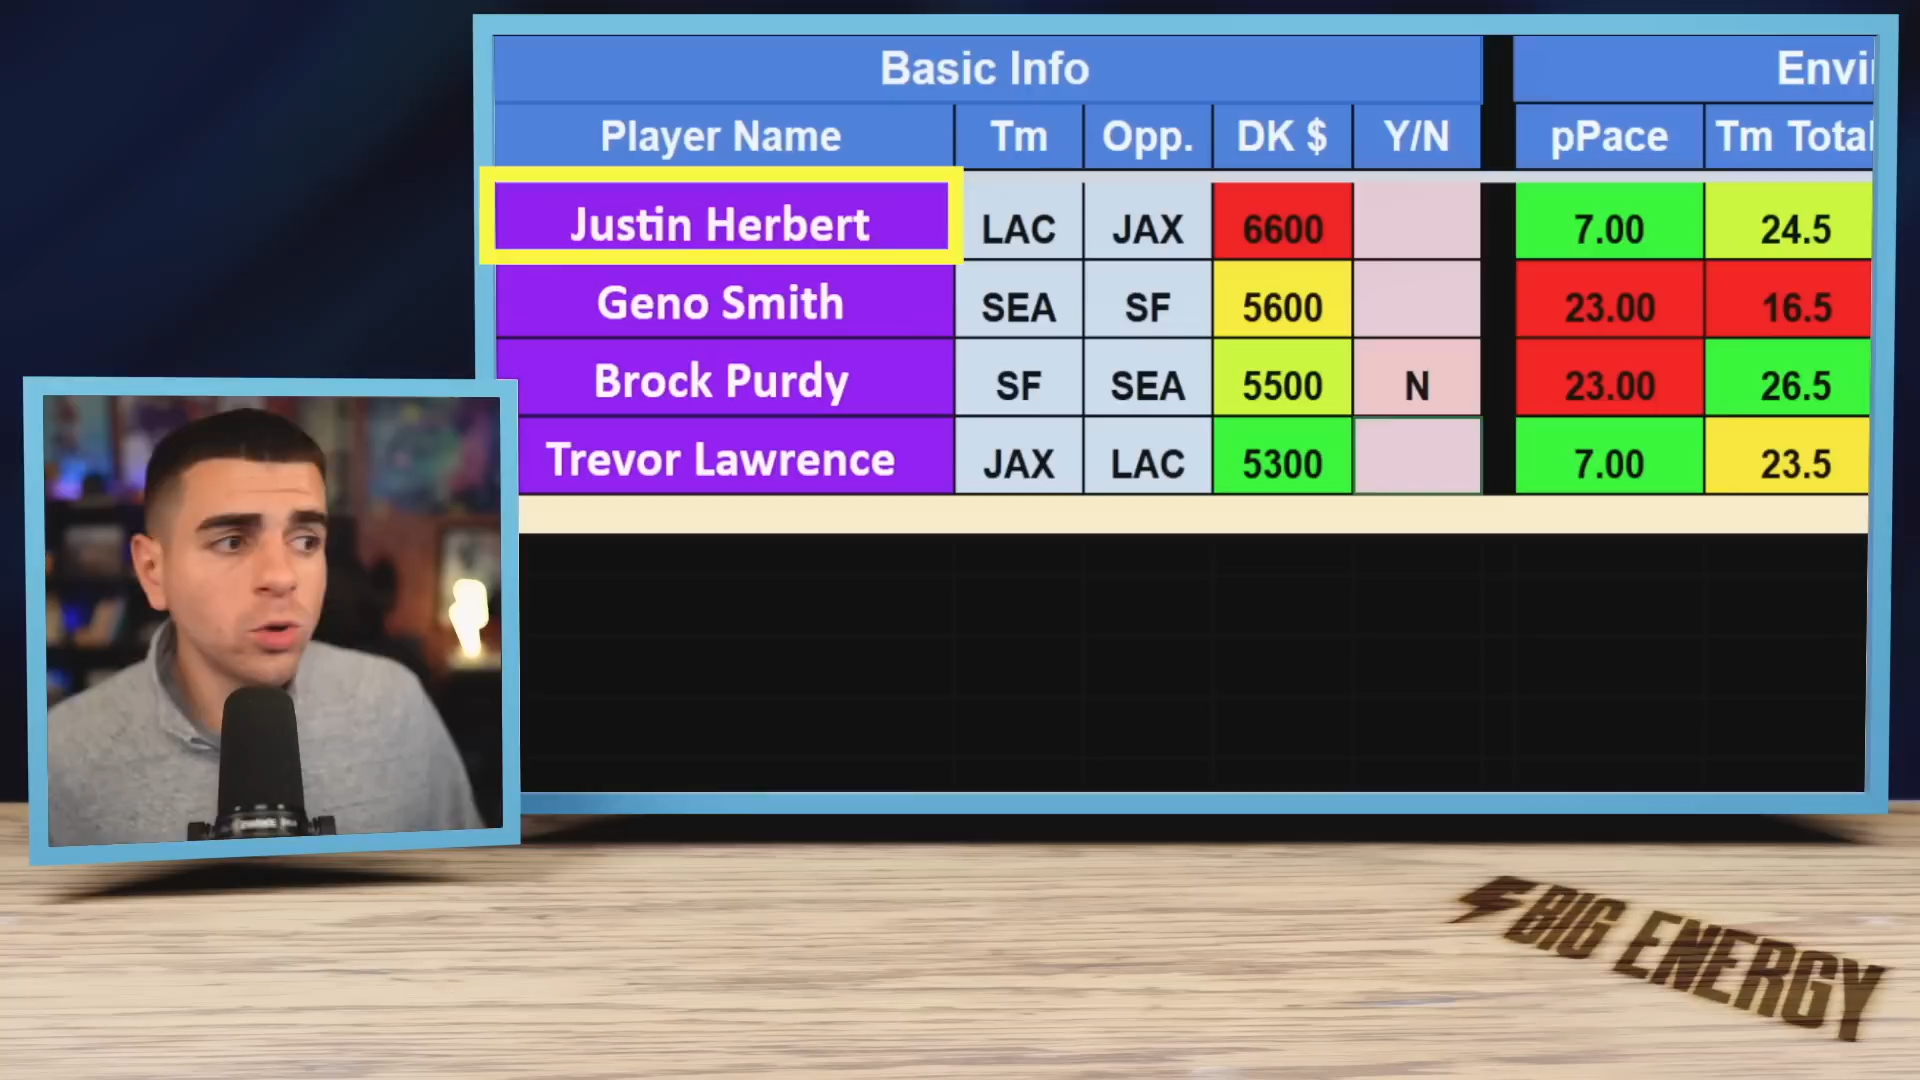 Basic Info
Envi
Player Name Tm Opp. DK $ Y/N pPace Tm Total
Justin Herbert LAC JAX 6600 7.00 24.5
Geno Smith SEA SF 5600 23.00 16.5
Brock Purdy SF SEA 5500 N 23.00 26.5
Trevor Lawrence JAX LAC 5300 7.00 23.5
BIG ENERGY